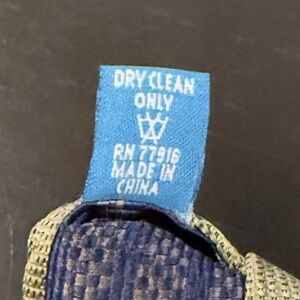 DRY CLEAN
ONLY
RN 77916
MADE IN
CHINA